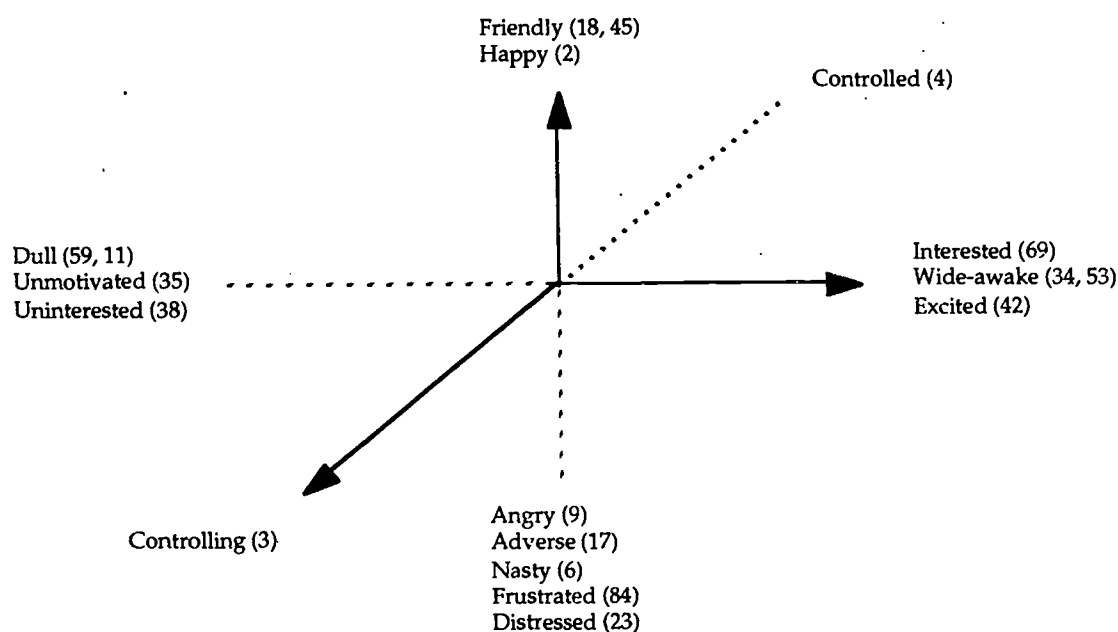 Friendly (18, 45)
Happy (2)
Controlled (4)
Dull (59, 11)
Unmotivated (35)
Uninterested (38)
Interested (69)
Wide-awake (34, 53)
Excited (42)
Controlling (3)
Angry (9)
Adverse (17)
Nasty (6)
Frustrated (84)
Distressed (23)